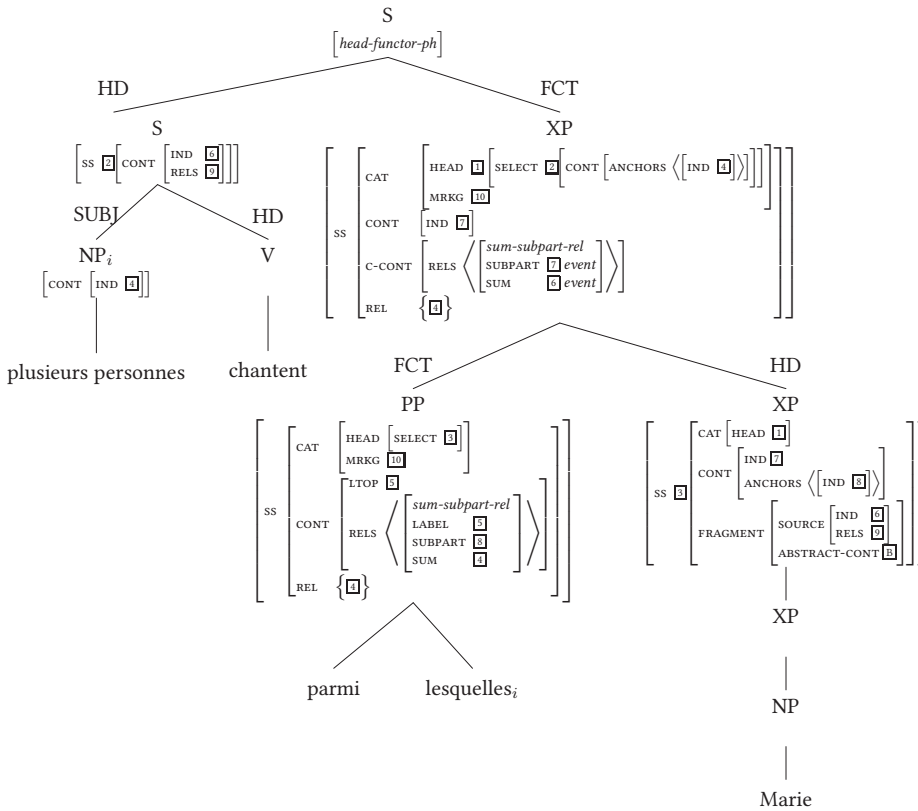 S
[head-functor-ph]
HD
FCT
S
XP
[SS 2 [CONT [IND 6
RELS 9]]]
[SS [CAT [HEAD 1 [SELECT 2 [CONT [ANCHORS ⟨[IND 4]⟩]]]
MRKG 10]
CONT [IND 7]
C-CONT [RELS ⟨[sum-subpart-rel
SUBPART 7 event
SUM 6 event]⟩]
REL {4}]]
SUBJ
HD
NPi
V
[CONT [IND 4]]
plusieurs personnes
chantent
FCT
HD
PP
XP
[SS [CAT [HEAD [SELECT 3]
MRKG 10]
CONT [LTOP 5
RELS ⟨[sum-subpart-rel
LABEL 5
SUBPART 8
SUM 4]⟩]
REL {4}]]
[SS 3 [CAT [HEAD 1]
CONT [IND 7
ANCHORS ⟨[IND 8]⟩]
FRAGMENT [SOURCE [IND 6
RELS 9]
ABSTRACT-CONT B]]]
parmi
lesquellesi
XP
NP
Marie